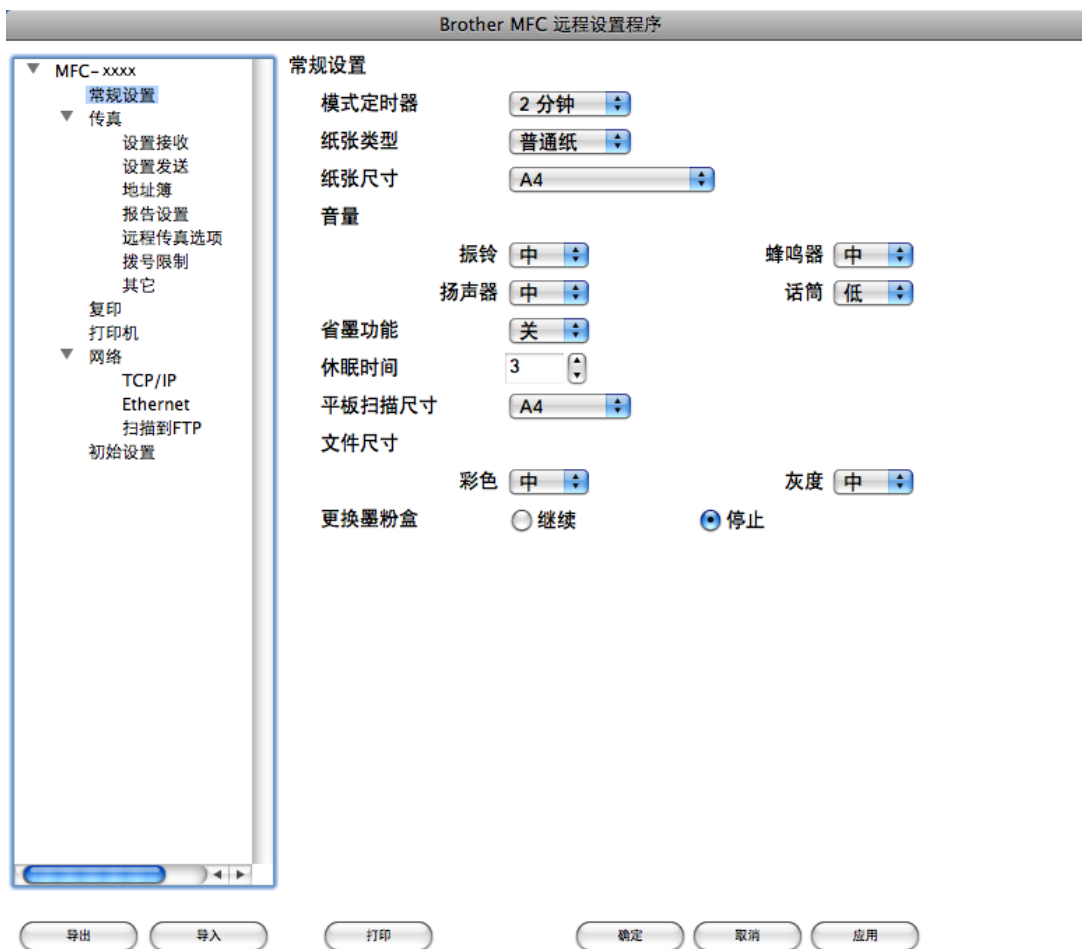 Brother MFC 远程设置程序
MFC- xxxx
常规设置
传真
设置接收
设置发送
地址簿
报告设置
远程传真选项
拨号限制
其它
复印
打印机
网络
TCP/IP
Ethernet
扫描到FTP
初始设置
常规设置
模式定时器 2 分钟
纸张类型 普通纸
纸张尺寸 A4
音量
振铃 中 蜂鸣器 中
扬声器 中 话筒 低
省墨功能 关
休眠时间 3
平板扫描尺寸 A4
文件尺寸
彩色 中 灰度 中
更换墨粉盒 继续 停止
导出 导入 打印 确定 取消 应用